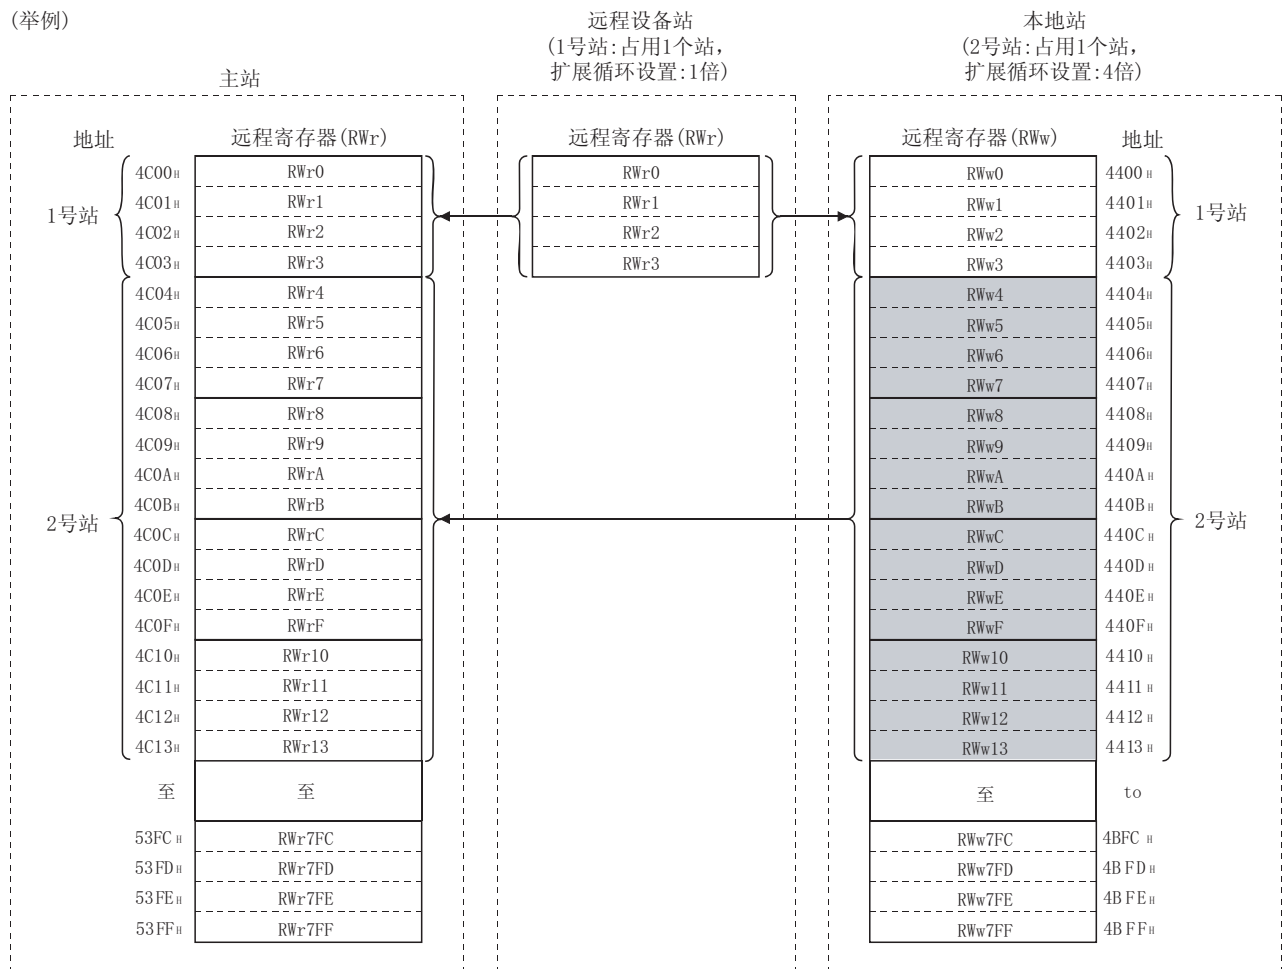 (举例)
主站
远程设备站
(1号站:占用1个站,
扩展循环设置:1倍)
本地站
(2号站:占用1个站,
扩展循环设置:4倍)
地址
远程寄存器(RWr)
远程寄存器(RWr)
远程寄存器(RWw)
地址
1号站
4C00H RWr0
4C01H RWr1
4C02H RWr2
4C03H RWr3
2号站
4C04H RWr4
4C05H RWr5
4C06H RWr6
4C07H RWr7
4C08H RWr8
4C09H RWr9
4C0AH RWrA
4C0BH RWrB
4C0CH RWrC
4C0DH RWrD
4C0EH RWrE
4C0FH RWrF
4C10H RWr10
4C11H RWr11
4C12H RWr12
4C13H RWr13
至 至
53FCH RWr7FC
53FDH RWr7FD
53FEH RWr7FE
53FFH RWr7FF
RWr0
RWr1
RWr2
RWr3
RWw0 4400H
RWw1 4401H
RWw2 4402H
RWw3 4403H
1号站
RWw4 4404H
RWw5 4405H
RWw6 4406H
RWw7 4407H
RWw8 4408H
RWw9 4409H
RWwA 440AH
RWwB 440BH
RWwC 440CH
RWwD 440DH
RWwE 440EH
RWwF 440FH
RWw10 4410H
RWw11 4411H
RWw12 4412H
RWw13 4413H
2号站
至 to
RWw7FC 4BFCH
RWw7FD 4BFDH
RWw7FE 4BFEH
RWw7FF 4BFFH